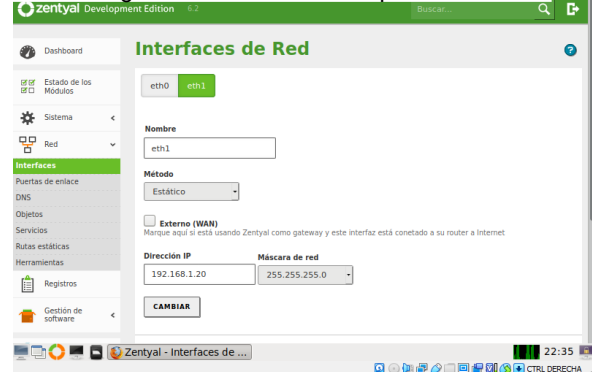 zentyal Development Edition 6.2
Buscar...
Dashboard
Estado de los
Módulos
Sistema
Red
Interfaces
Puertas de enlace
DNS
Objetos
Servicios
Rutas estáticas
Herramientas
Registros
Gestión de
software
Interfaces de Red
eth0 eth1
Nombre
eth1
Método
Estático
Externo (WAN)
Marque aquí si está usando Zentyal como gateway y este interfaz está conetado a su router a Internet
Dirección IP Máscara de red
192.168.1.20 255.255.255.0
CAMBIAR
Zentyal - Interfaces de ...
22:35
CTRL DERECHA